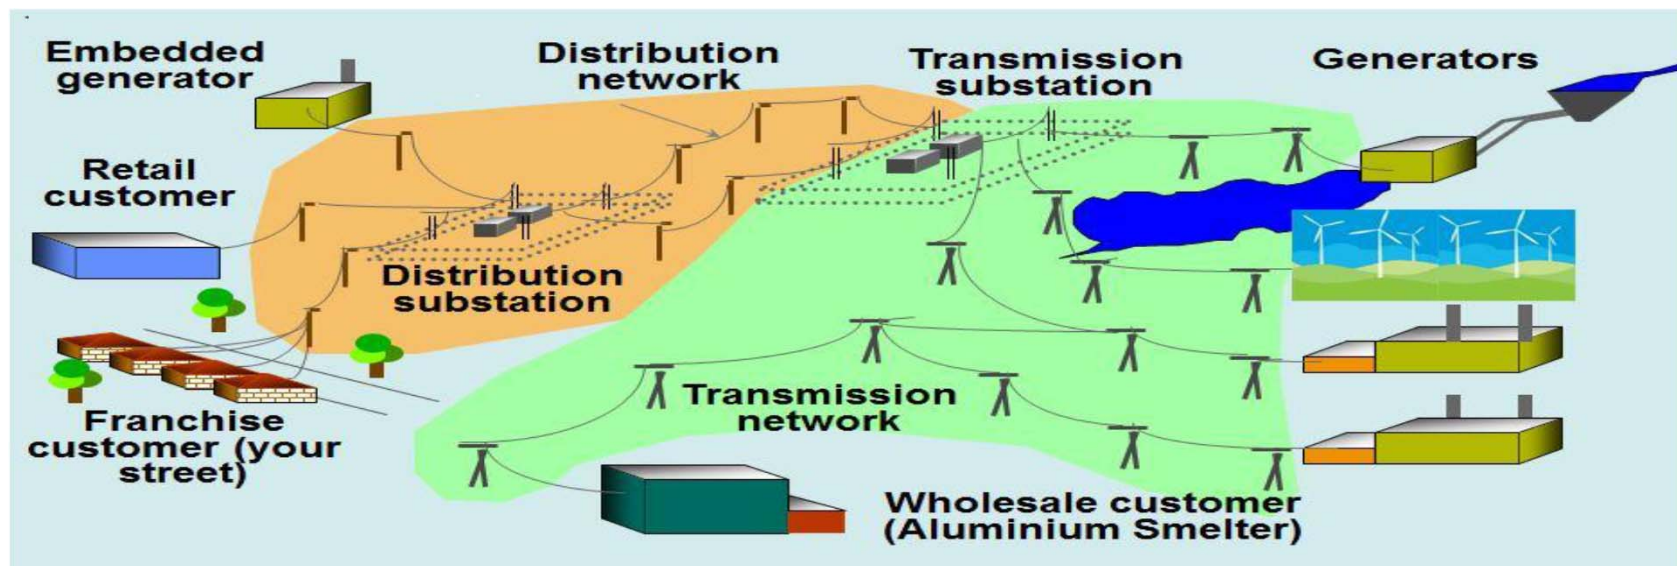 Embedded
generator
Distribution
network
Transmission
substation
Generators
Retail
customer
Distribution
substation
Transmission
network
Franchise
customer (your
street)
Wholesale customer
(Aluminium Smelter)